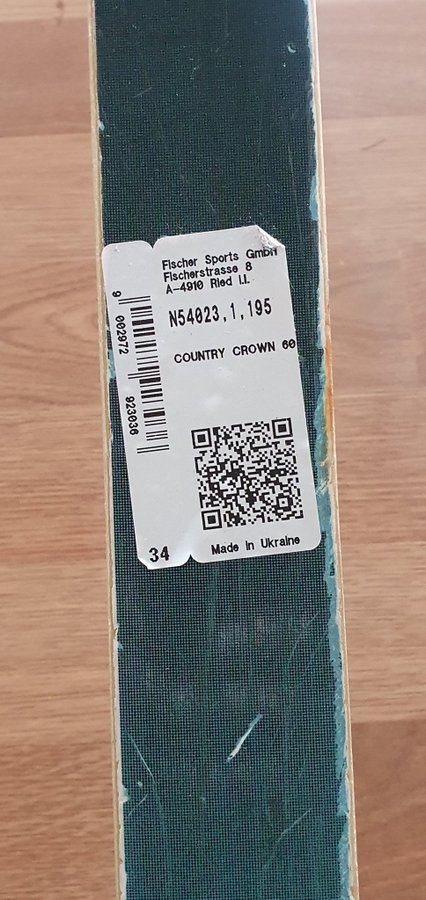 Fischer Sports GmbH
Fischerstrasse 8
A-4910 Ried i.I.
N54023,1,195
COUNTRY CROWN 60
9 002972 923036
34
Made in Ukraine